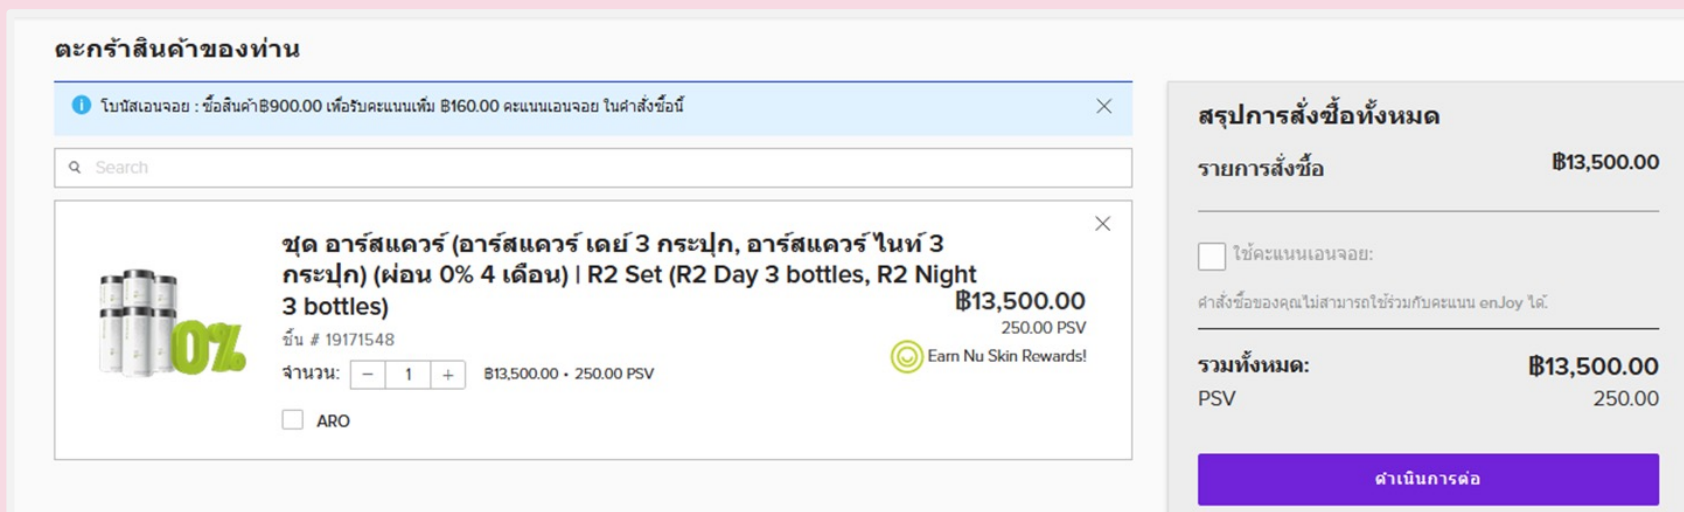 ตะกร้าสินค้าของท่าน
โบนัสเอนจอย : ซื้อสินค้า฿900.00 เพื่อรับคะแนนเพิ่ม ฿160.00 คะแนนเอนจอย ในคำสั่งซื้อนี้
Search
ชุด อาร์สแควร์ (อาร์สแควร์ เดย์ 3 กระปุก, อาร์สแควร์ ไนท์ 3
กระปุก) (ผ่อน 0% 4 เดือน) | R2 Set (R2 Day 3 bottles, R2 Night
3 bottles)
฿13,500.00
250.00 PSV
Earn Nu Skin Rewards!
0%
ชิ้น # 19171548
จำนวน: − 1 + ฿13,500.00 • 250.00 PSV
ARO
สรุปการสั่งซื้อทั้งหมด
รายการสั่งซื้อ ฿13,500.00
ใช้คะแนนเอนจอย:
คำสั่งซื้อของคุณไม่สามารถใช้ร่วมกับคะแนน enJoy ได้.
รวมทั้งหมด: ฿13,500.00
PSV 250.00
ดำเนินการต่อ